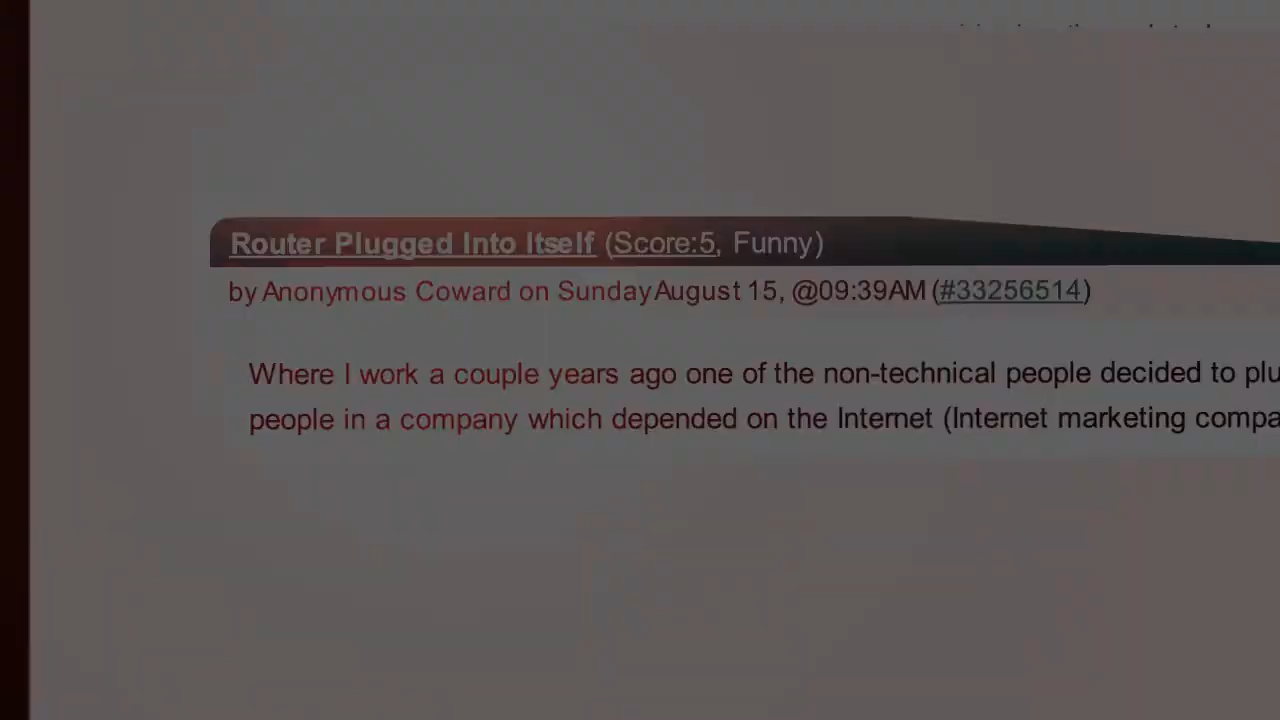 Router Plugged Into Itself (Score:5, Funny)
by Anonymous Coward on Sunday August 15, @09:39AM (#33256514)
Where I work a couple years ago one of the non-technical people decided to plu
people in a company which depended on the Internet (Internet marketing compa